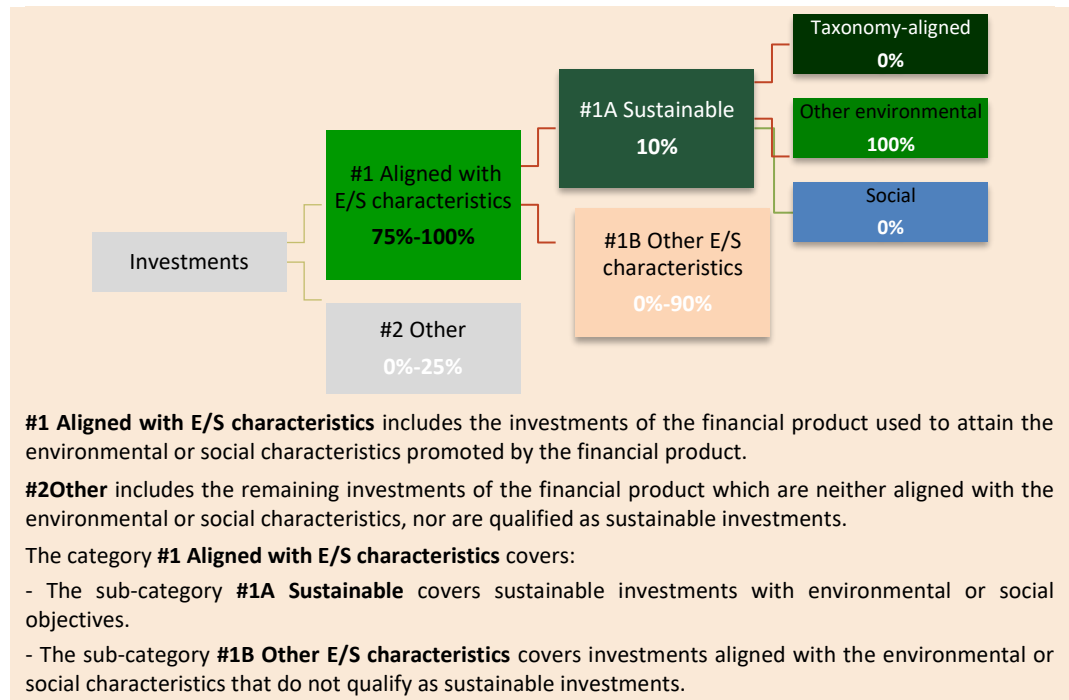 Taxonomy-aligned
0%
#1A Sustainable
10%
Other environmental
100%
#1 Aligned with
E/S characteristics
75%-100%
Social
0%
#1B Other E/S
characteristics
0%-90%
Investments
#2 Other
0%-25%
#1 Aligned with E/S characteristics includes the investments of the financial product used to attain the
environmental or social characteristics promoted by the financial product.
#2Other includes the remaining investments of the financial product which are neither aligned with the
environmental or social characteristics, nor are qualified as sustainable investments.
The category #1 Aligned with E/S characteristics covers:
- The sub-category #1A Sustainable covers sustainable investments with environmental or social
objectives.
- The sub-category #1B Other E/S characteristics covers investments aligned with the environmental or
social characteristics that do not qualify as sustainable investments.